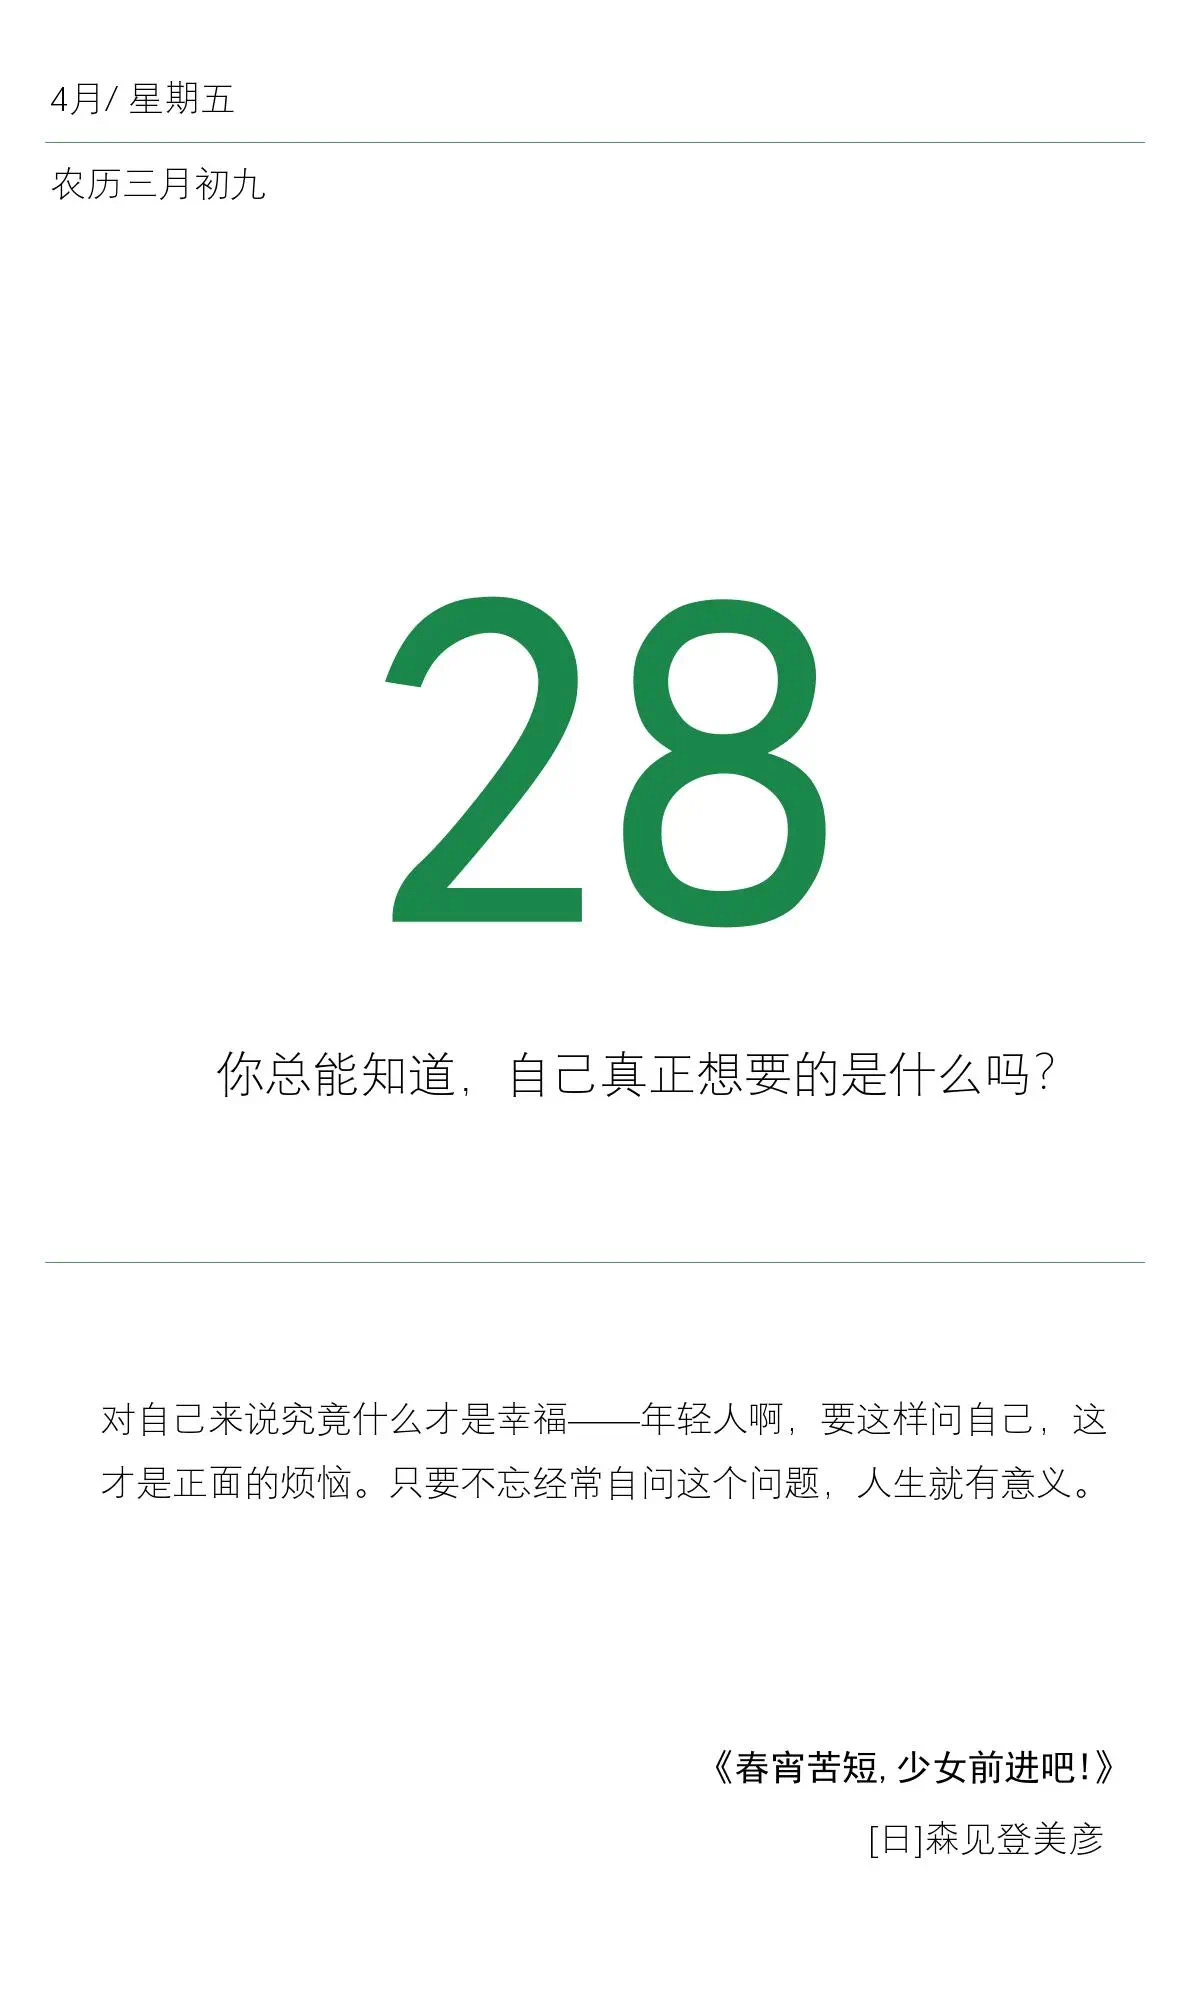 4月/ 星期五
农历三月初九
28
你总能知道，自己真正想要的是什么吗？
对自己来说究竟什么才是幸福——年轻人啊，要这样问自己，这
才是正面的烦恼。只要不忘经常自问这个问题，人生就有意义。
《春宵苦短,少女前进吧!》
[日]森见登美彦